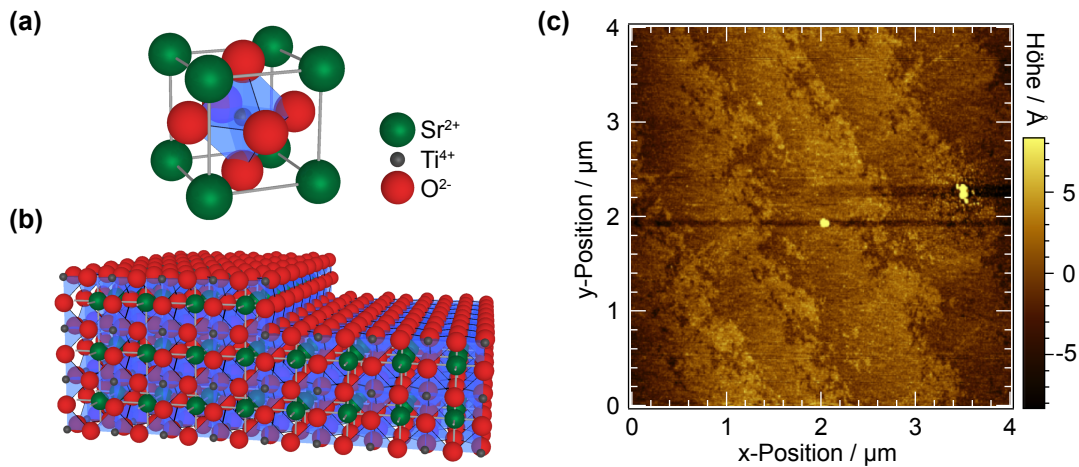 (a)
Sr2+
Ti4+
O2-
(b)
(c)
y-Position / µm
4
3
2
1
0
0
1
2
3
4
x-Position / µm
Höhe / Å
5
0
-5